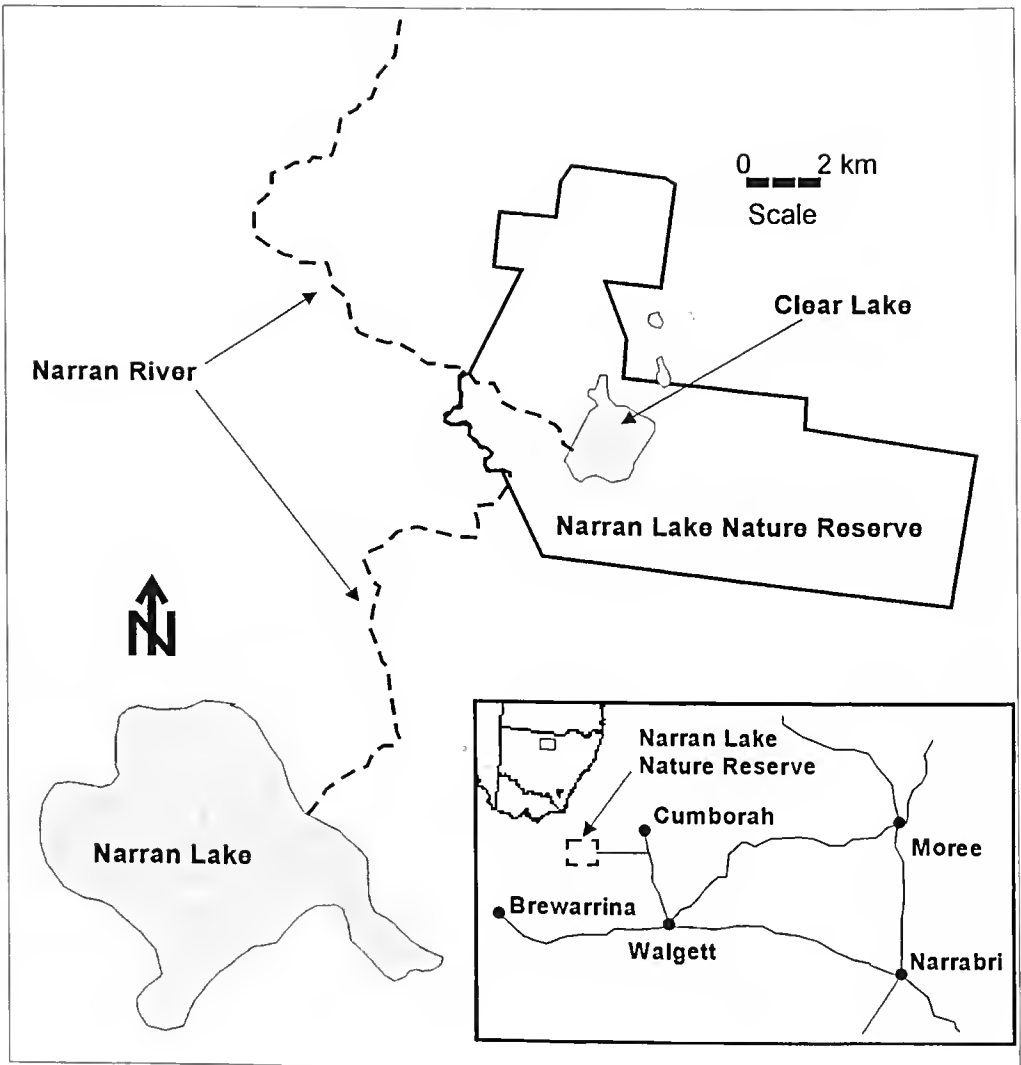 0 2 km
Scale
Clear Lake
Narran River
Narran Lake Nature Reserve
N
Narran Lake
Narran Lake
Nature Reserve
Cumborah
Moree
Brewarrina
Walgett
Narrabri